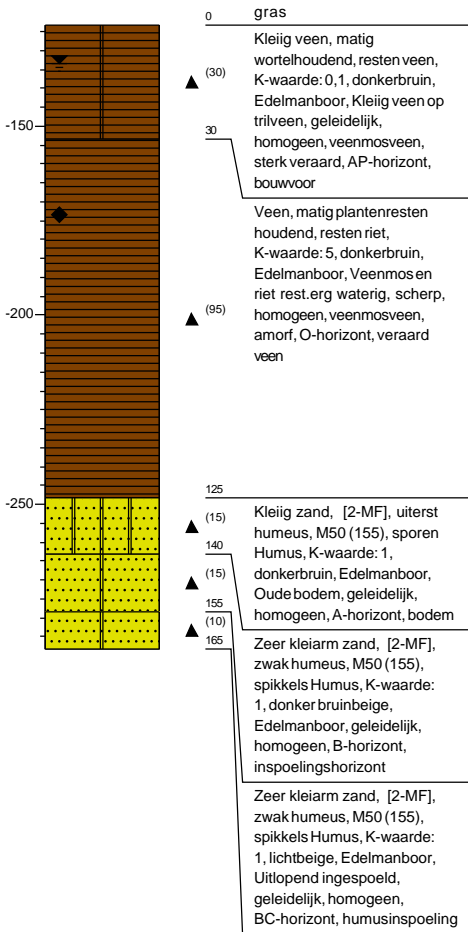 0
gras
Kleiig veen, matig
wortelhoudend, resten veen,
K-waarde: 0,1, donkerbruin,
Edelmanboor, Kleiig veen op
trilveen, geleidelijk,
homogeen, veenmosveen,
sterk veraard, AP-horizont,
bouwvoor
(30)
-150
30
Veen, matig plantenresten
houdend, resten riet,
K-waarde: 5, donkerbruin,
Edelmanboor, Veenmos en
riet rest.erg waterig, scherp,
homogeen, veenmosveen,
amorf, O-horizont, veraard
veen
-200
(95)
-250
125
Kleiig zand, [2-MF], uiterst
humeus, M50 (155), sporen
Humus, K-waarde: 1,
donkerbruin, Edelmanboor,
Oude bodem, geleidelijk,
homogeen, A-horizont, bodem
(15)
140
(15)
155
Zeer kleiarm zand, [2-MF],
zwak humeus, M50 (155),
spikkels Humus, K-waarde:
1, donker bruinbeige,
Edelmanboor, geleidelijk,
homogeen, B-horizont,
inspoelingshorizont
(10)
165
Zeer kleiarm zand, [2-MF],
zwak humeus, M50 (155),
spikkels Humus, K-waarde:
1, lichtbeige, Edelmanboor,
Uitlopend ingespoeld,
geleidelijk, homogeen,
BC-horizont, humusinspoeling